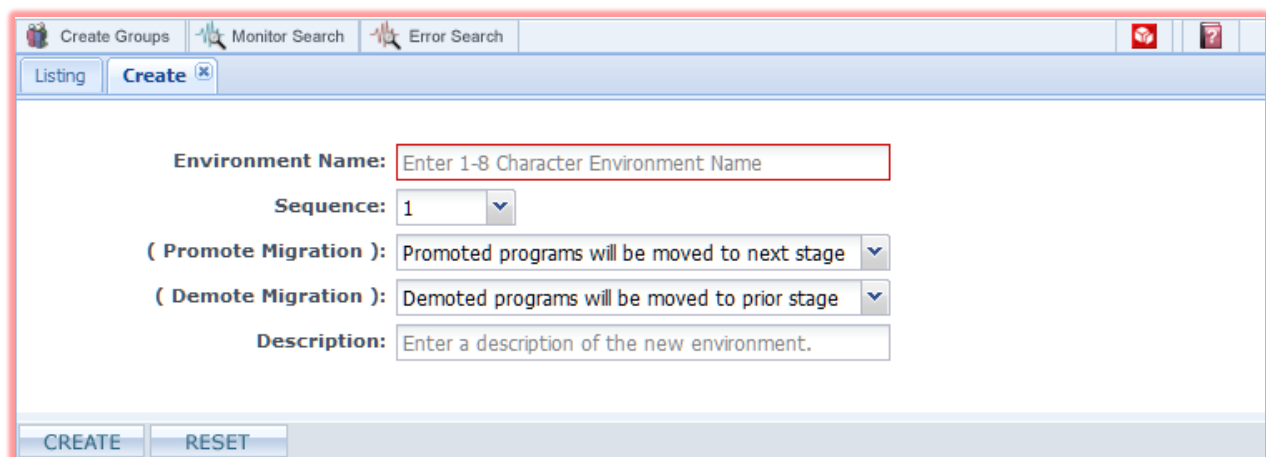 Create Groups Monitor Search Error Search
Listing Create
Environment Name: Enter 1-8 Character Environment Name
Sequence: 1
( Promote Migration ): Promoted programs will be moved to next stage
( Demote Migration ): Demoted programs will be moved to prior stage
Description: Enter a description of the new environment.
CREATE RESET